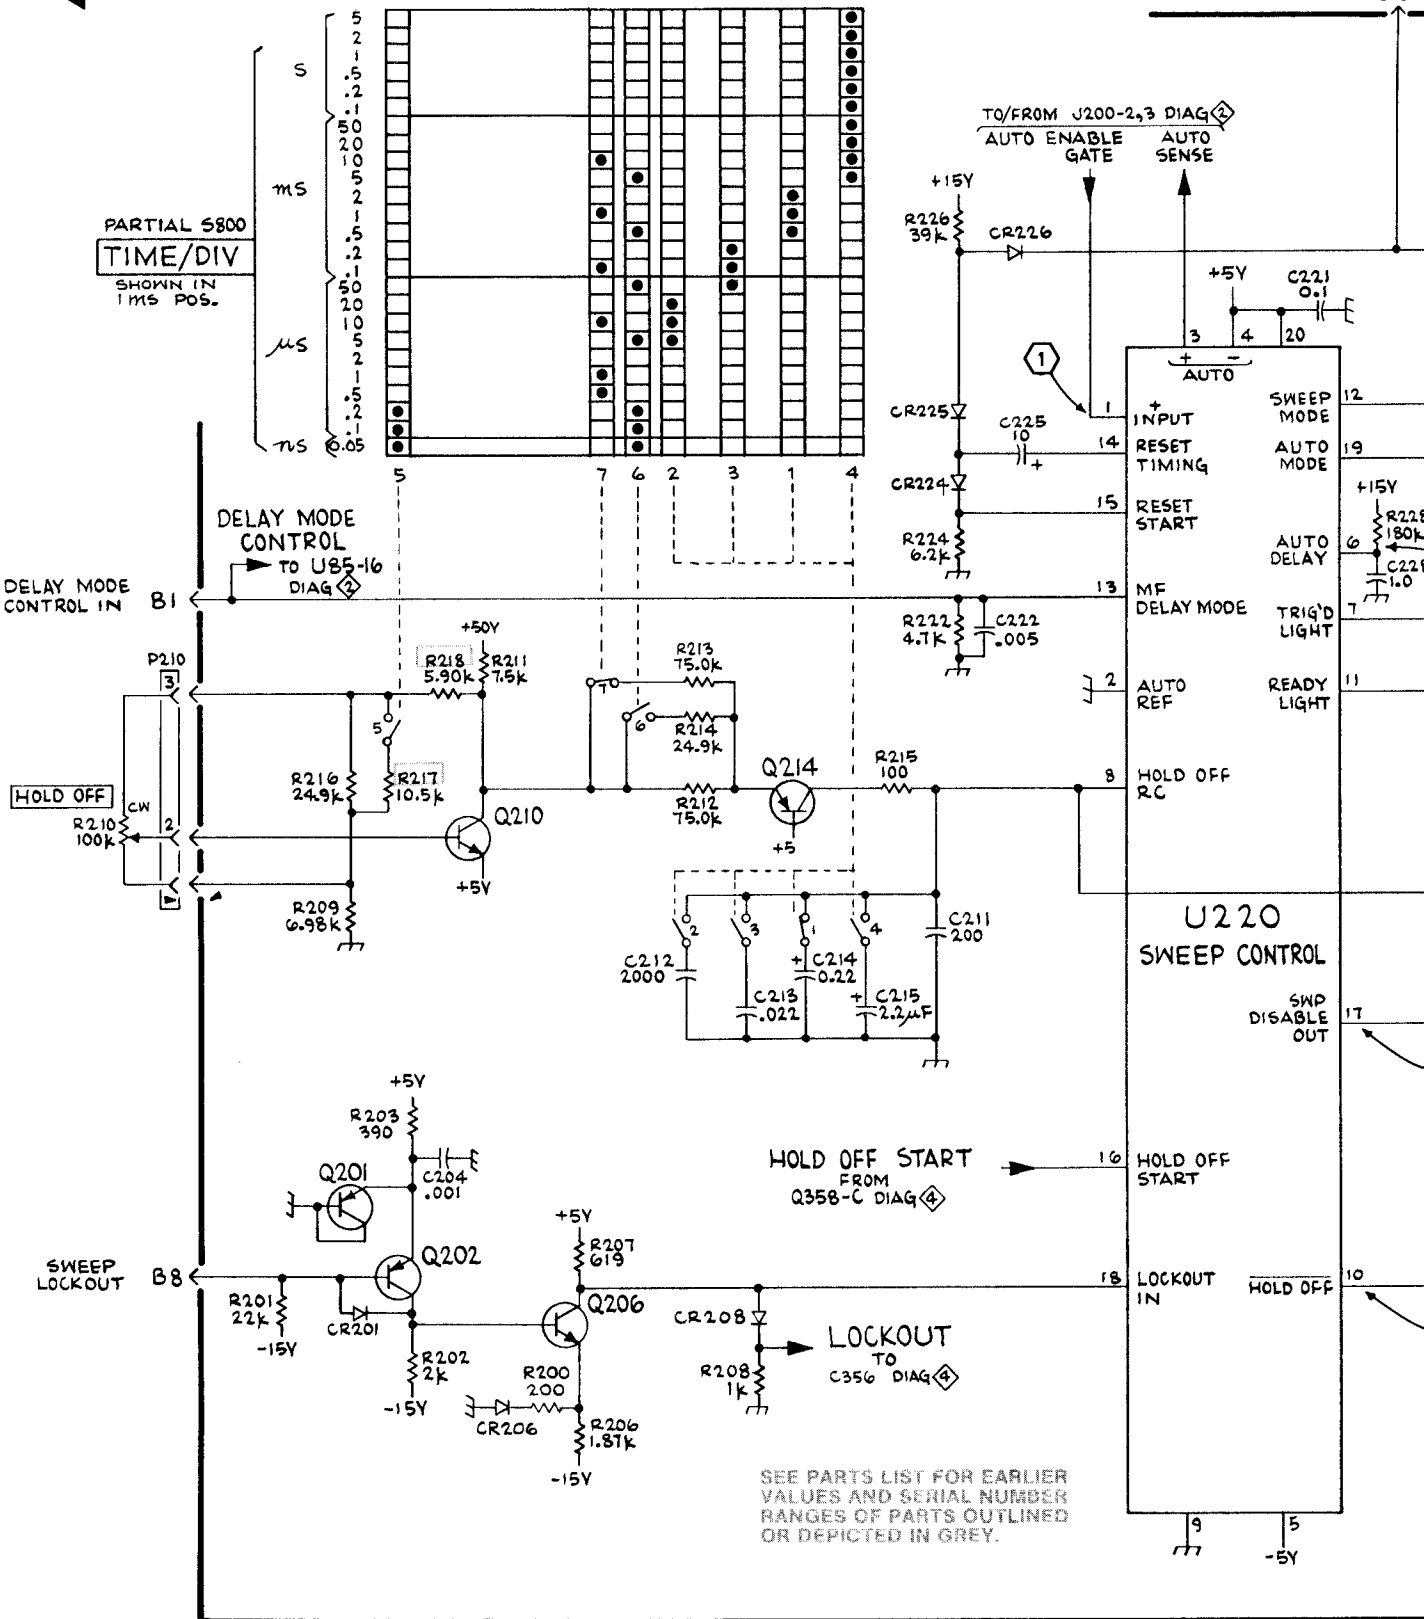 5
2
1
.5
.2
.1
50
20
10
5
2
1
.5
.2
.1
50
20
10
5
2
1
.5
.2
.1
0.05
S
mS
µS
nS
PARTIAL S800
TIME/DIV
SHOWN IN
1MS POS.
5 7 6 2 3 1 4
TO/FROM J200-2,3 DIAG 2
AUTO ENABLE
GATE
AUTO
SENSE
+15V
R226
39K
CR226
+5V
C221
0.1
3 4 20
+ -
AUTO
1
CR225
C225
10
+
CR224
R224
6.2K
1 + INPUT
14 RESET
TIMING
15 RESET
START
SWEEP
MODE 12
AUTO
MODE 19
+15V
R228
180K
AUTO
DELAY 6
1.0
TRIG'D
LIGHT 7
READY
LIGHT 11
DELAY MODE
CONTROL
TO U85-16
DIAG 2
DELAY MODE
CONTROL IN B1
13 MF
DELAY MODE
R222
4.7K
C222
.005
2 AUTO
REF
P210
3
2
1
HOLD OFF
R210
100K
CW
R216
24.9K
5
R217
10.5K
R218
5.90K
+50V
R211
7.5K
Q210
+5V
R209
6.98K
7
R213
75.0K
6
R214
24.9K
R212
75.0K
Q214
+5
R215
100
8 HOLD OFF
RC
2 3 1 4
C212
2000
C213
.022
+ C214
0.22
+ C215
2.2µF
C211
200
U220
SWEEP CONTROL
SWP
DISABLE
OUT 17
HOLD OFF START
FROM
Q358-C DIAG 4
16 HOLD OFF
START
+5V
R203
390
C204
.001
Q201
Q202
SWEEP
LOCKOUT B8
R201
22K
-15V
CR201
R202
2K
-15V
+5V
R207
619
Q206
R200
200
CR206
R206
1.87K
-15V
CR208
R208
1K
LOCKOUT
TO
C356 DIAG 4
18 LOCKOUT
IN
HOLD OFF 10
9 5
-5V
SEE PARTS LIST FOR EARLIER
VALUES AND SERIAL NUMBER
RANGES OF PARTS OUTLINED
OR DEPICTED IN GREY.